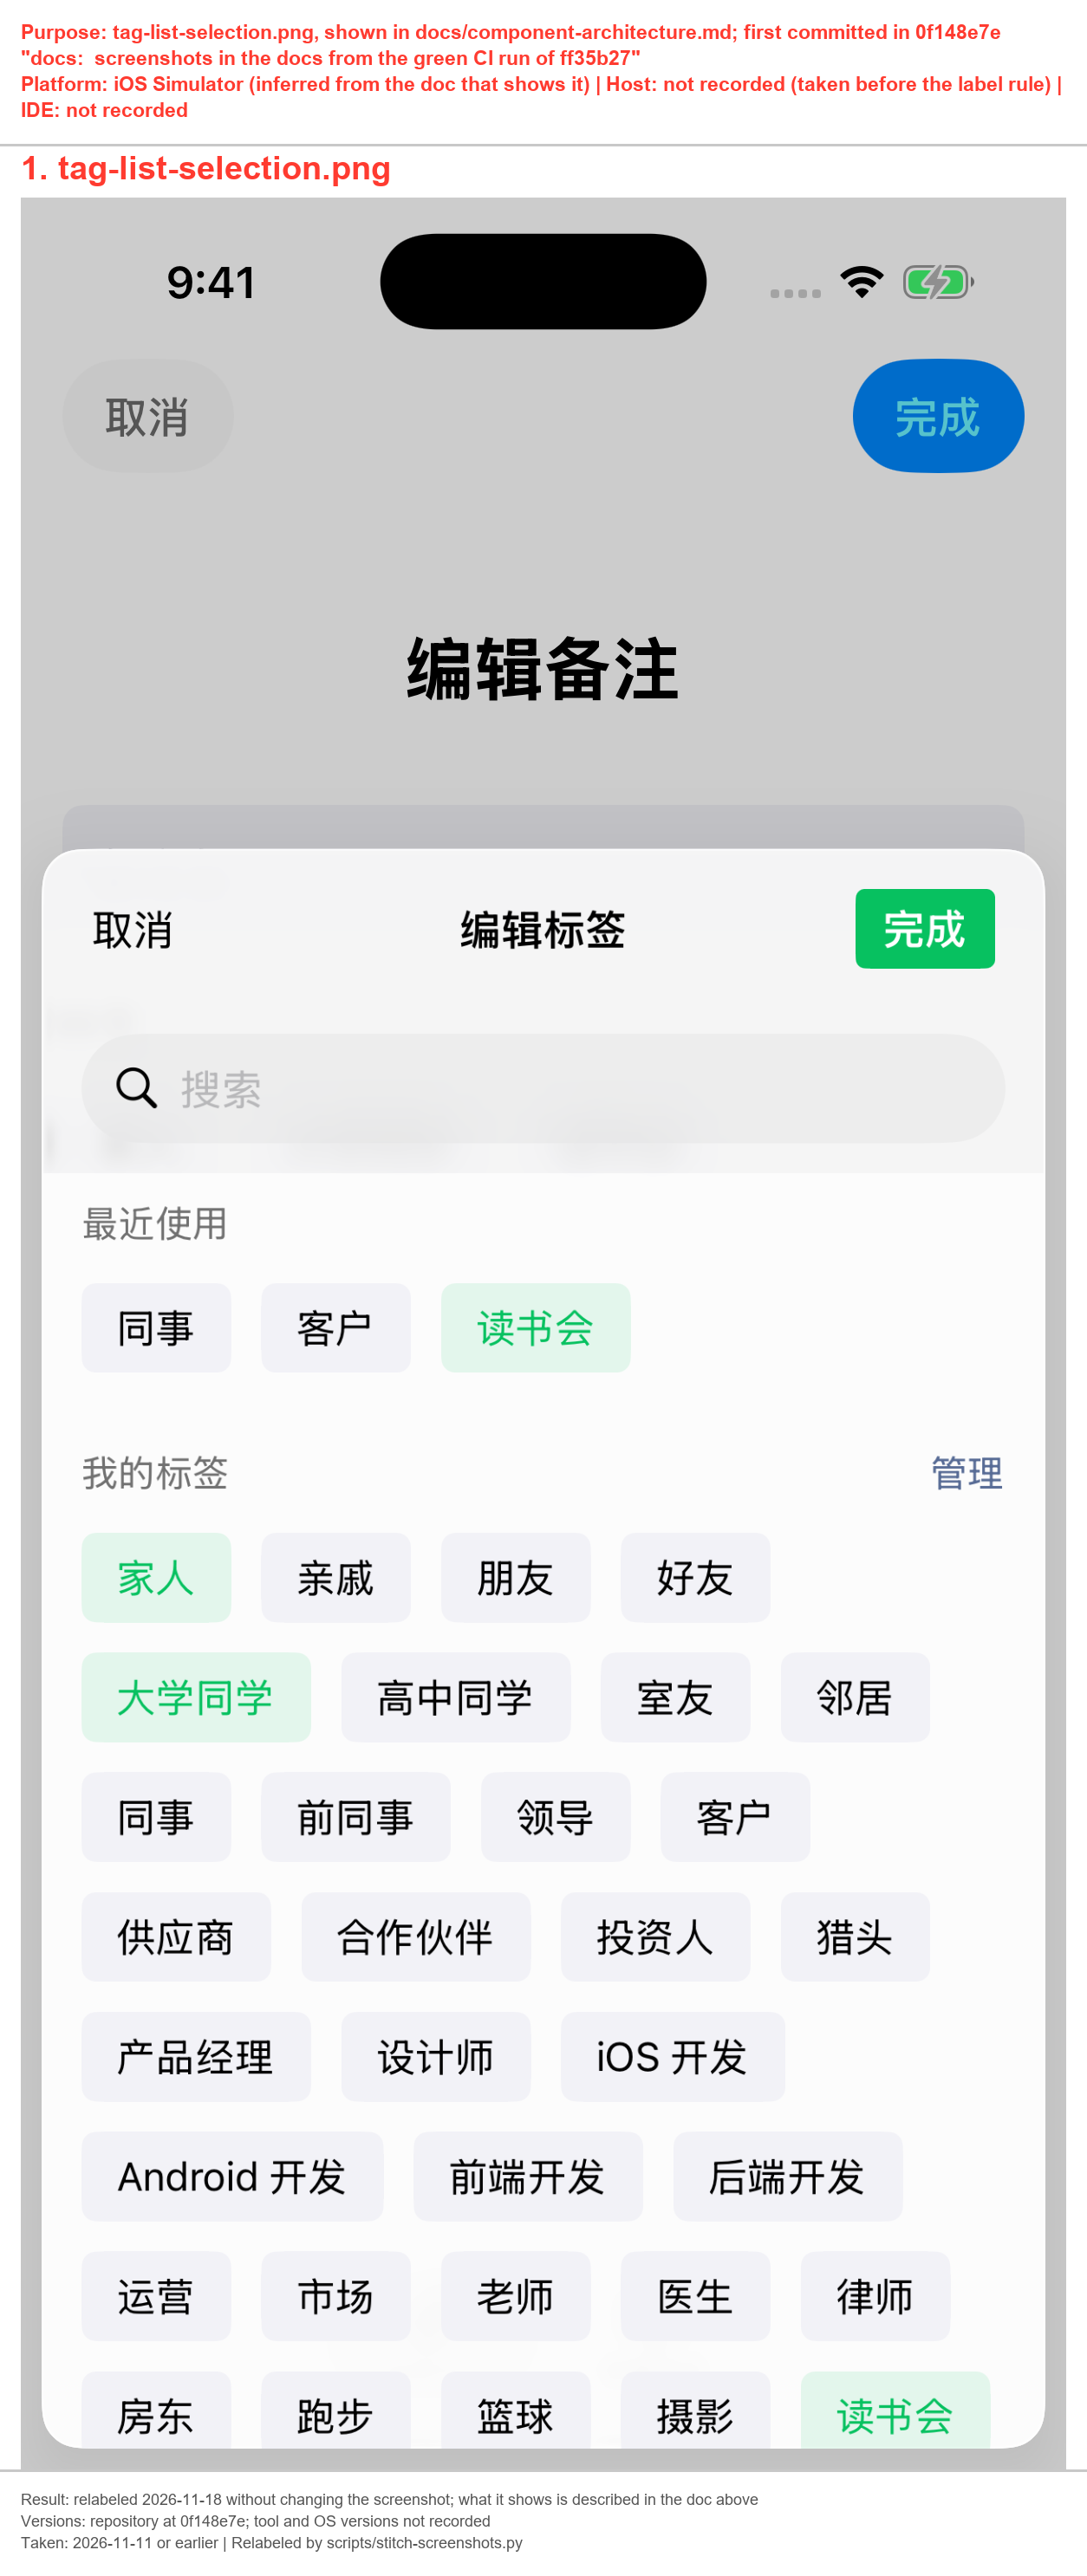 Purpose: tag-list-selection.png, shown in docs/component-architecture.md; first committed in 0f148e7e
"docs:  screenshots in the docs from the green CI run of ff35b27"
Platform: iOS Simulator (inferred from the doc that shows it) | Host: not recorded (taken before the label rule) |
IDE: not recorded
1. tag-list-selection.png
9:41
取消 完成
编辑备注
取消 编辑标签 完成
搜索
最近使用
同事 客户 读书会
我的标签 管理
家人 亲戚 朋友 好友
大学同学 高中同学 室友 邻居
同事 前同事 领导 客户
供应商 合作伙伴 投资人 猎头
产品经理 设计师 iOS 开发
Android 开发 前端开发 后端开发
运营 市场 老师 医生 律师
房东 跑步 篮球 摄影 读书会
Result: relabeled 2026-11-18 without changing the screenshot; what it shows is described in the doc above
Versions: repository at 0f148e7e; tool and OS versions not recorded
Taken: 2026-11-11 or earlier | Relabeled by scripts/stitch-screenshots.py